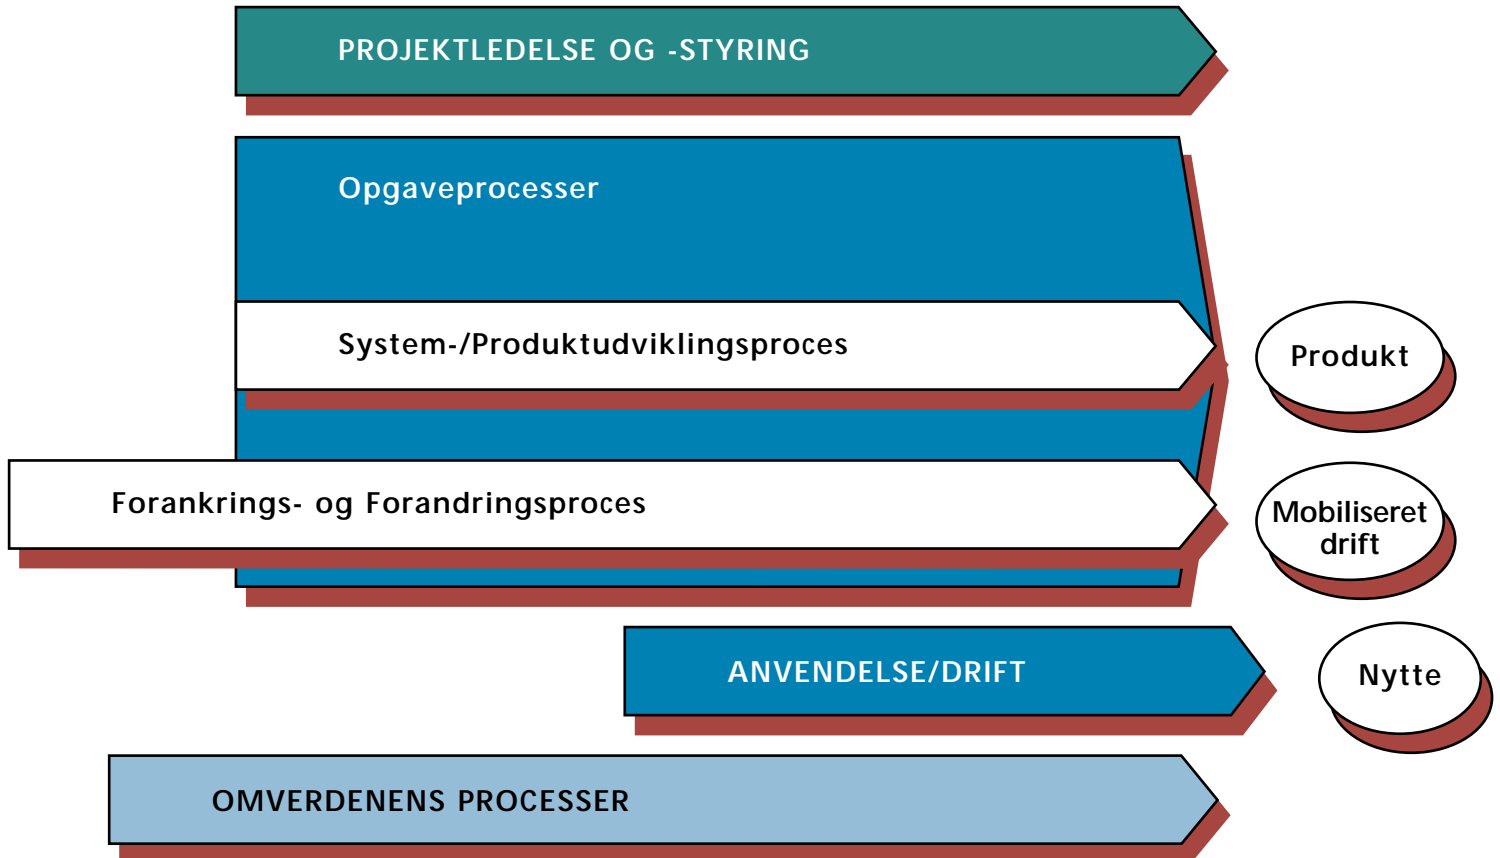 PROJEKTLEDELSE OG -STYRING
Opgaveprocesser
System-/Produktudviklingsproces
Produkt
Forankrings- og Forandringsproces
Mobiliseret
drift
ANVENDELSE/DRIFT
Nytte
OMVERDENENS PROCESSER